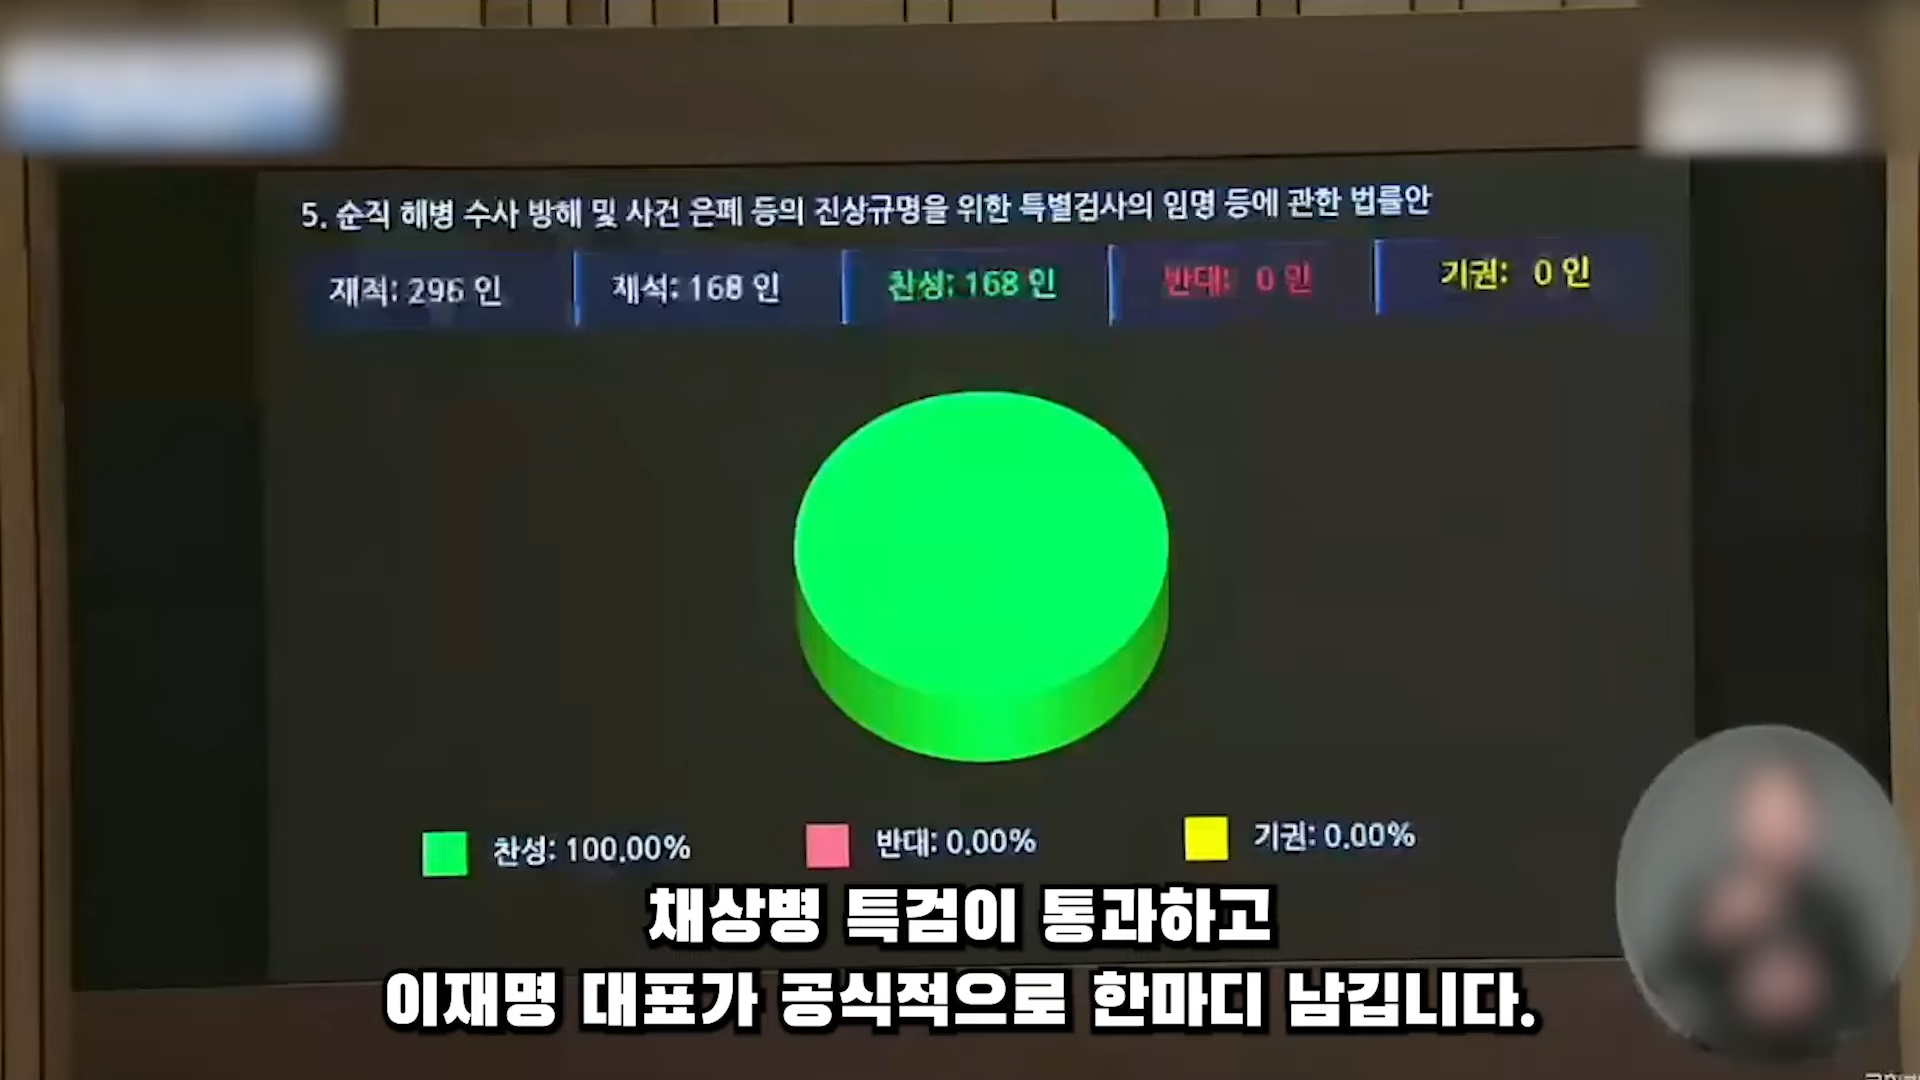 5. 순직 해병 수사 방해 및 사건 은폐 등의 진상규명을 위한 특별검사의 임명 등에 관한 법률안
재적: 296 인 재석: 168 인 찬성: 168 인 반대: 0 인 기권: 0 인
찬성: 100.00% 반대: 0.00% 기권: 0.00%
채상병 특검이 통과하고
이재명 대표가 공식적으로 한마디 남깁니다.